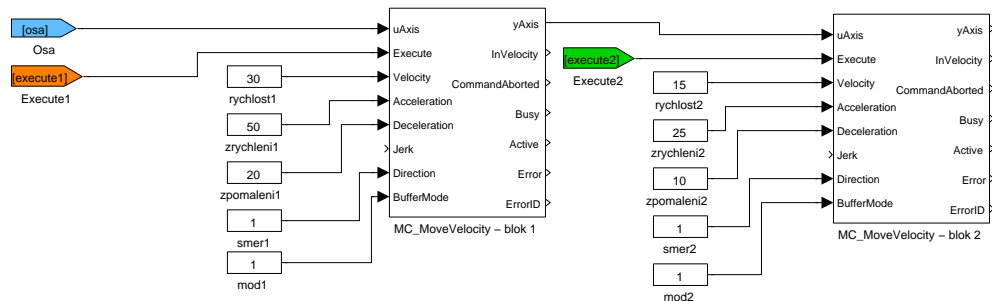 [osa]
Osa
[execute1]
Execute1
30
rychlost1
50
zrychleni1
20
zpomaleni1
1
smer1
1
mod1
uAxis
Execute
Velocity
Acceleration
Deceleration
Jerk
Direction
BufferMode
yAxis
InVelocity
CommandAborted
Busy
Active
Error
ErrorID
MC_MoveVelocity – blok 1
[execute2]
Execute2
15
rychlost2
25
zrychleni2
10
zpomaleni2
1
smer2
1
mod2
uAxis
Execute
Velocity
Acceleration
Deceleration
Jerk
Direction
BufferMode
yAxis
InVelocity
CommandAborted
Busy
Active
Error
ErrorID
MC_MoveVelocity – blok 2